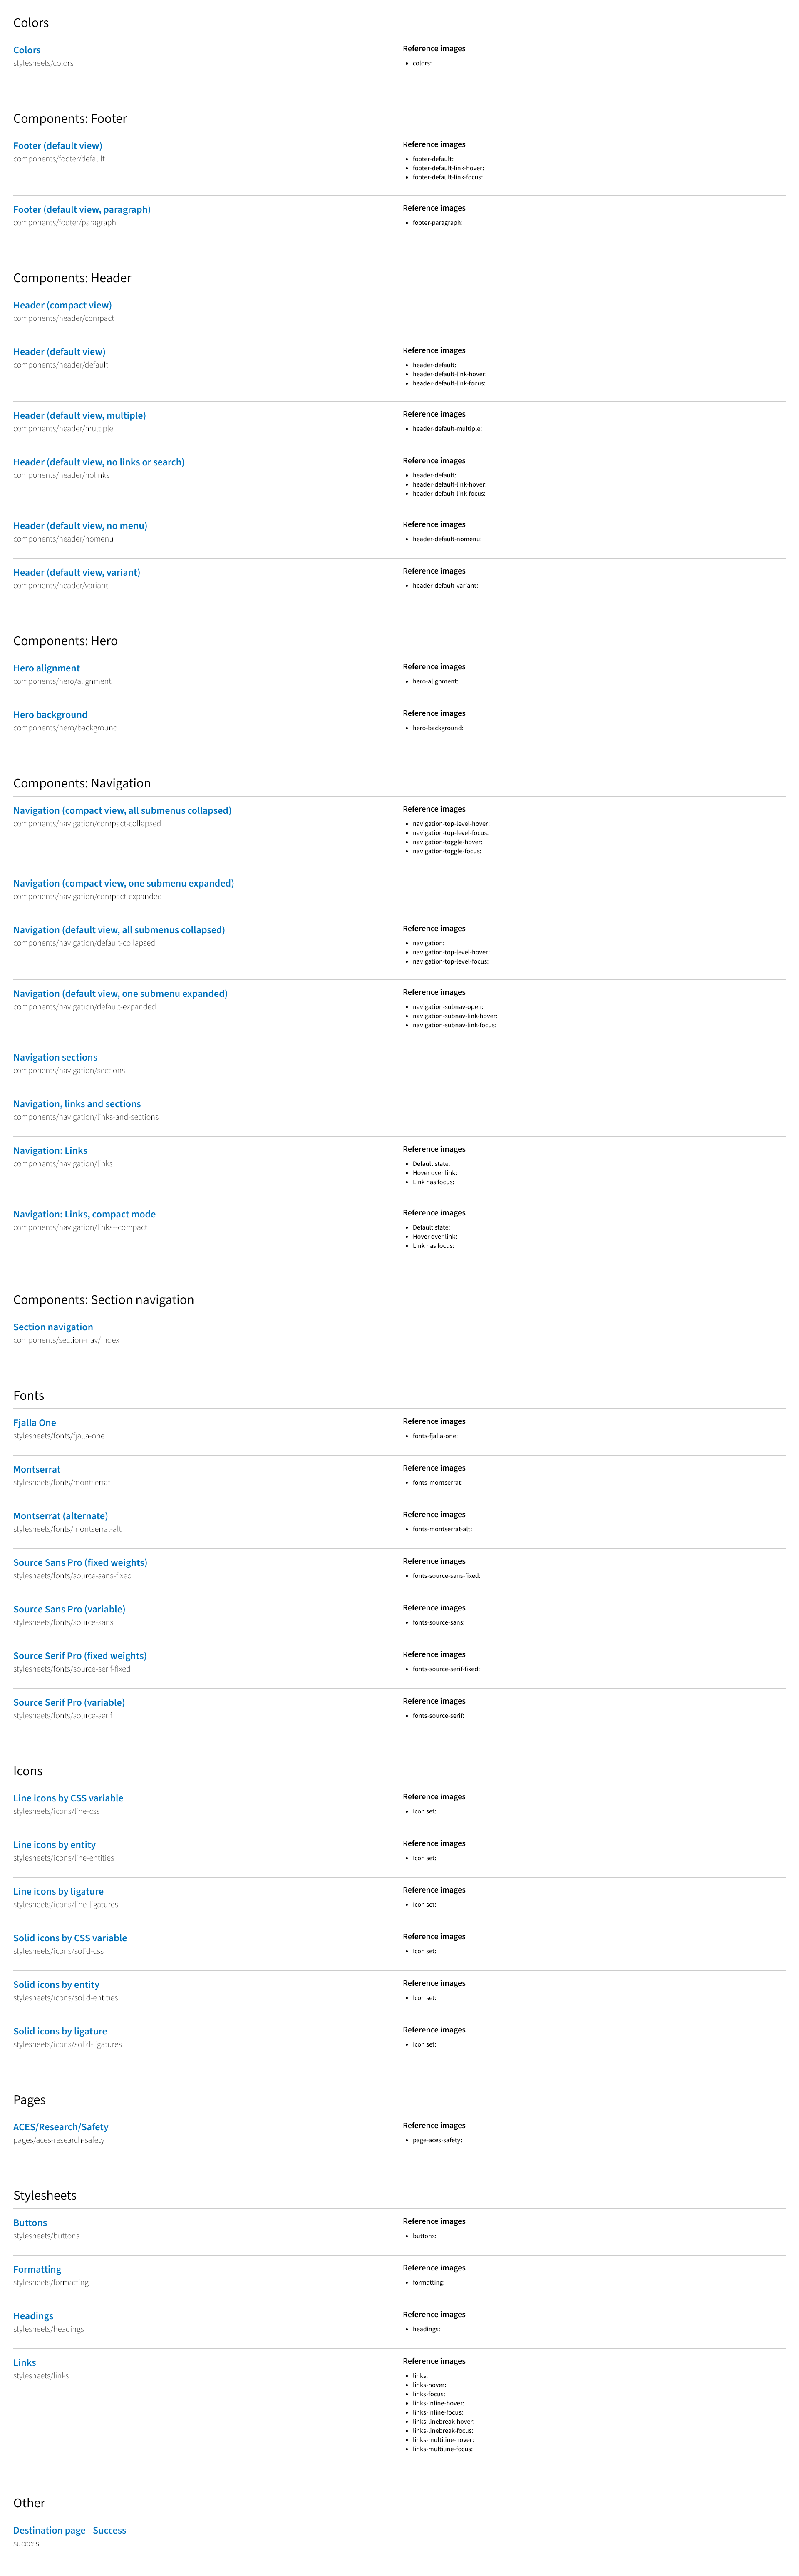 Colors
Colors
stylesheets/colors
Reference images
colors:
Components: Footer
Footer (default view)
components/footer/default
Reference images
footer-default:
footer-default-link-hover:
footer-default-link-focus:
Footer (default view, paragraph)
components/footer/paragraph
Reference images
footer-paragraph:
Components: Header
Header (compact view)
components/header/compact
Header (default view)
components/header/default
Reference images
header-default:
header-default-link-hover:
header-default-link-focus:
Header (default view, multiple)
components/header/multiple
Reference images
header-default-multiple:
Header (default view, no links or search)
components/header/nolinks
Reference images
header-default:
header-default-link-hover:
header-default-link-focus:
Header (default view, no menu)
components/header/nomenu
Reference images
header-default-nomenu:
Header (default view, variant)
components/header/variant
Reference images
header-default-variant:
Components: Hero
Hero alignment
components/hero/alignment
Reference images
hero-alignment:
Hero background
components/hero/background
Reference images
hero-background:
Components: Navigation
Navigation (compact view, all submenus collapsed)
components/navigation/compact-collapsed
Reference images
navigation-top-level-hover:
navigation-top-level-focus:
navigation-toggle-hover:
navigation-toggle-focus:
Navigation (compact view, one submenu expanded)
components/navigation/compact-expanded
Navigation (default view, all submenus collapsed)
components/navigation/default-collapsed
Reference images
navigation:
navigation-top-level-hover:
navigation-top-level-focus:
Navigation (default view, one submenu expanded)
components/navigation/default-expanded
Reference images
navigation-subnav-open:
navigation-subnav-link-hover:
navigation-subnav-link-focus:
Navigation sections
components/navigation/sections
Navigation, links and sections
components/navigation/links-and-sections
Navigation: Links
components/navigation/links
Reference images
Default state:
Hover over link:
Link has focus:
Navigation: Links, compact mode
components/navigation/links--compact
Reference images
Default state:
Hover over link:
Link has focus:
Components: Section navigation
Section navigation
components/section-nav/index
Fonts
Fjalla One
stylesheets/fonts/fjalla-one
Reference images
fonts-fjalla-one:
Montserrat
stylesheets/fonts/montserrat
Reference images
fonts-montserrat:
Montserrat (alternate)
stylesheets/fonts/montserrat-alt
Reference images
fonts-montserrat-alt:
Source Sans Pro (fixed weights)
stylesheets/fonts/source-sans-fixed
Reference images
fonts-source-sans-fixed:
Source Sans Pro (variable)
stylesheets/fonts/source-sans
Reference images
fonts-source-sans:
Source Serif Pro (fixed weights)
stylesheets/fonts/source-serif-fixed
Reference images
fonts-source-serif-fixed:
Source Serif Pro (variable)
stylesheets/fonts/source-serif
Reference images
fonts-source-serif:
Icons
Line icons by CSS variable
stylesheets/icons/line-css
Reference images
Icon set:
Line icons by entity
stylesheets/icons/line-entities
Reference images
Icon set:
Line icons by ligature
stylesheets/icons/line-ligatures
Reference images
Icon set:
Solid icons by CSS variable
stylesheets/icons/solid-css
Reference images
Icon set:
Solid icons by entity
stylesheets/icons/solid-entities
Reference images
Icon set:
Solid icons by ligature
stylesheets/icons/solid-ligatures
Reference images
Icon set:
Pages
ACES/Research/Safety
pages/aces-research-safety
Reference images
page-aces-safety:
Stylesheets
Buttons
stylesheets/buttons
Reference images
buttons:
Formatting
stylesheets/formatting
Reference images
formatting:
Headings
stylesheets/headings
Reference images
headings:
Links
stylesheets/links
Reference images
links:
links-hover:
links-focus:
links-inline-hover:
links-inline-focus:
links-linebreak-hover:
links-linebreak-focus:
links-multiline-hover:
links-multiline-focus:
Other
Destination page - Success
success